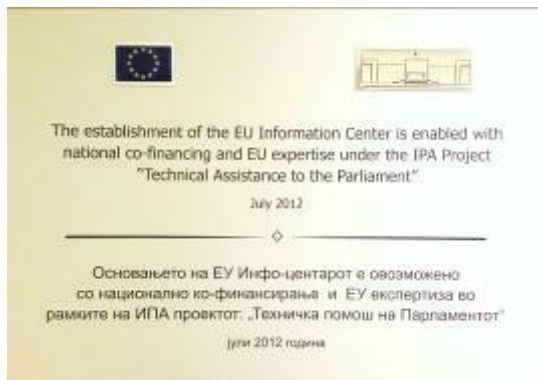 The establishment of the EU Information Center is enabled with
national co-financing and EU expertise under the IPA Project
"Technical Assistance to the Parliament"
July 2012
Основањето на ЕУ Инфо-центарот е овозможено
со национално ко-финансирање и ЕУ експертиза во
рамките на ИПА проектот: „Техничка помош на Парламентот"
јули 2012 година